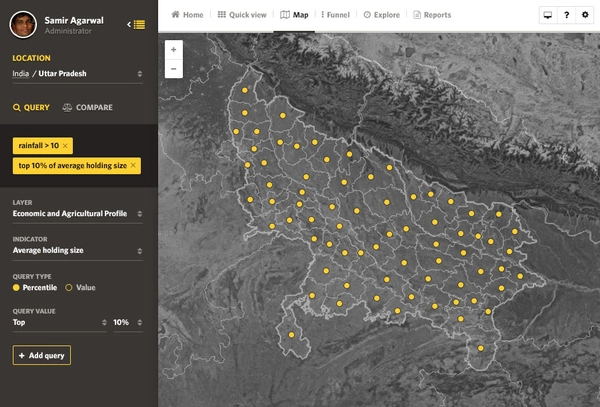 Samir Agarwal
Administrator
Home
Quick view
Map
Funnel
Explore
Reports
?
+
−
LOCATION
India / Uttar Pradesh
QUERY
COMPARE
rainfall > 10 ×
top 10% of average holding size ×
LAYER
Economic and Agricultural Profile
INDICATOR
Average holding size
QUERY TYPE
Percentile
Value
QUERY VALUE
Top
10%
+ Add query